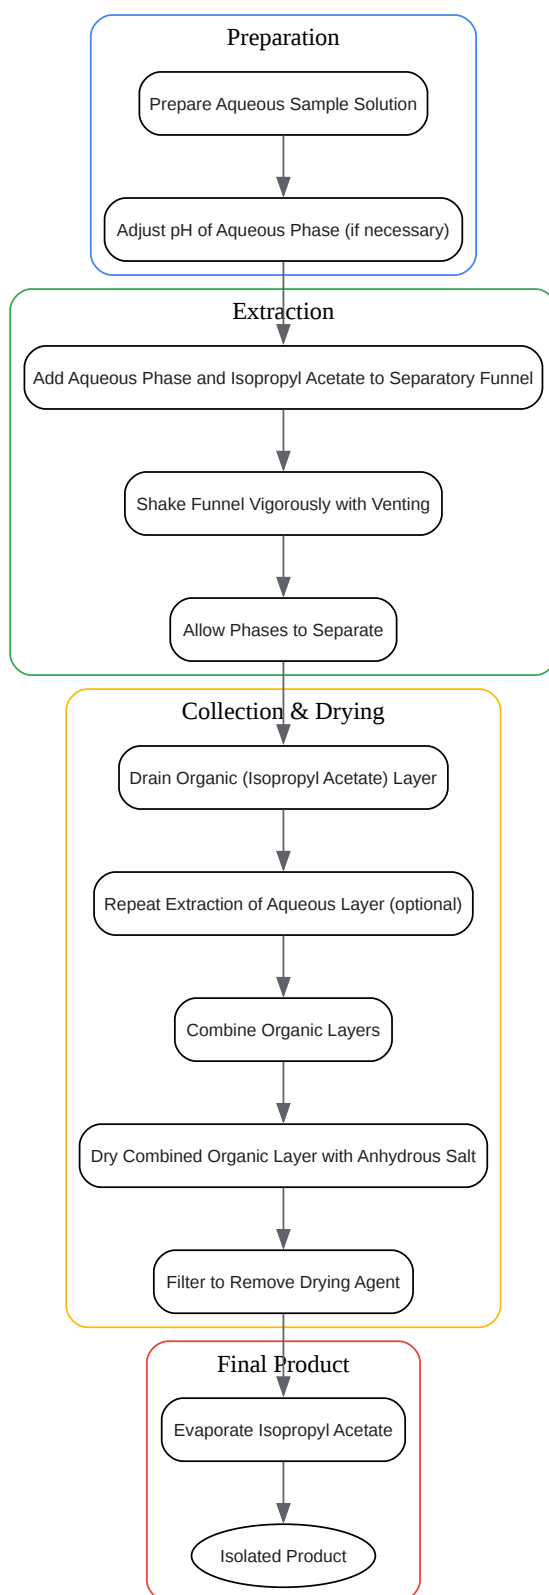 Preparation
Prepare Aqueous Sample Solution
Adjust pH of Aqueous Phase (if necessary)
Extraction
Add Aqueous Phase and Isopropyl Acetate to Separatory Funnel
Shake Funnel Vigorously with Venting
Allow Phases to Separate
Collection & Drying
Drain Organic (Isopropyl Acetate) Layer
Repeat Extraction of Aqueous Layer (optional)
Combine Organic Layers
Dry Combined Organic Layer with Anhydrous Salt
Filter to Remove Drying Agent
Final Product
Evaporate Isopropyl Acetate
Isolated Product